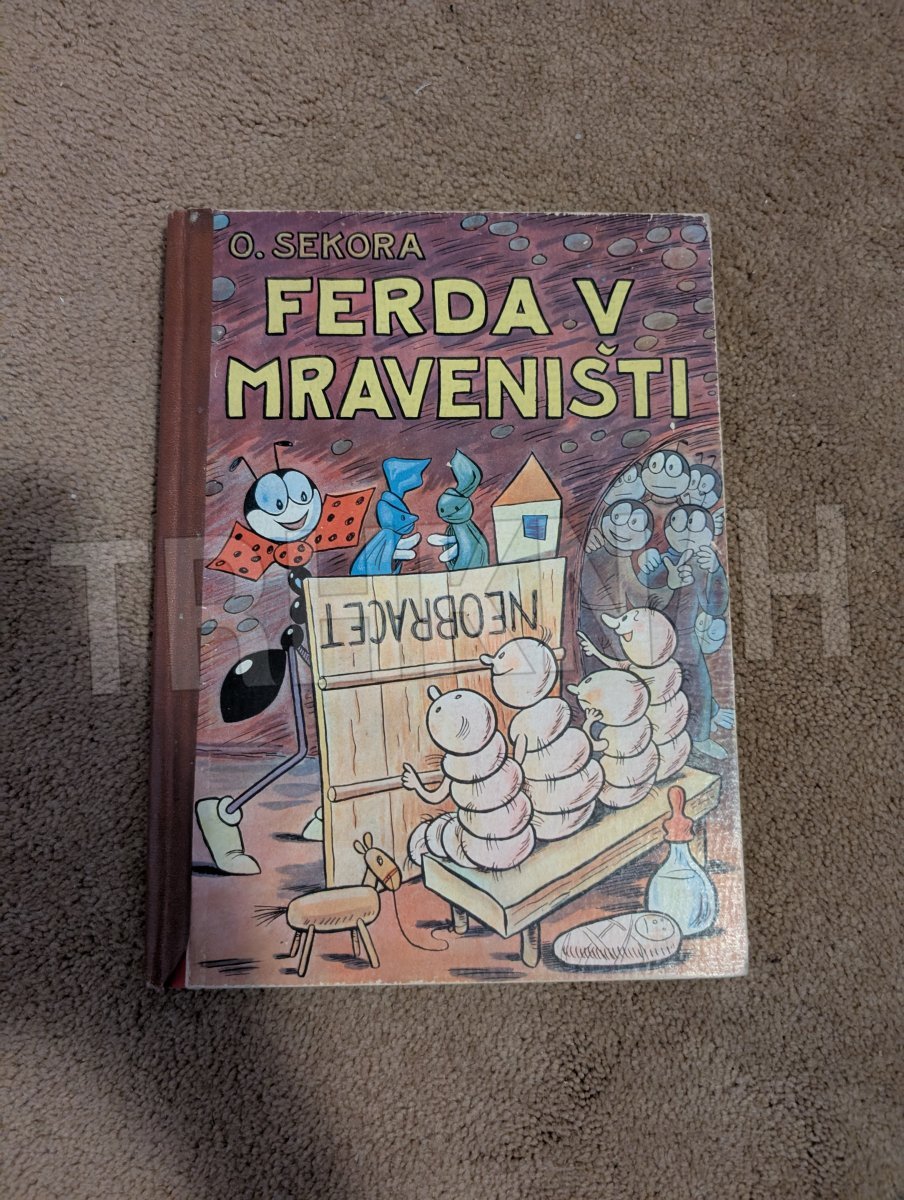 O. SEKORA
FERDA V
MRAVENIŠTI
NEOBRACET